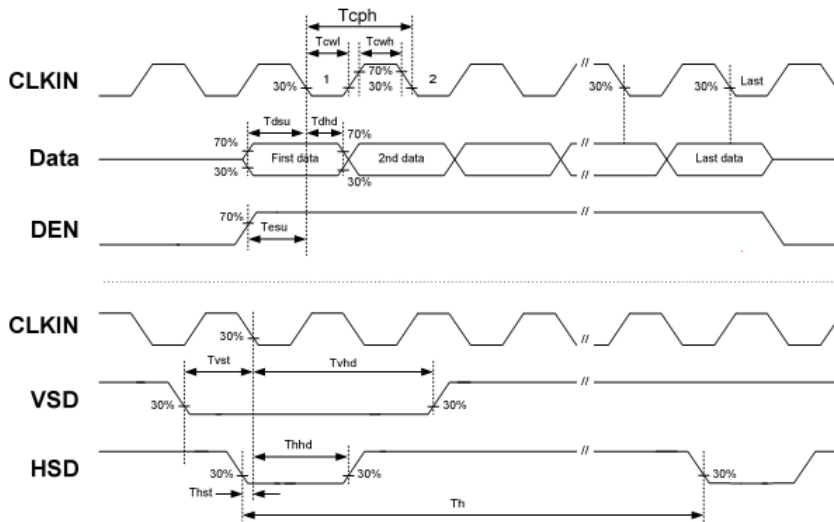 Tcph
Tcwl Tcwh
CLKIN 30% 1 70% 30% 2 // 30% 30% Last
Tdsu Tdhd
70% 70%
Data First data 2nd data // // Last data
30% 30%
DEN 70% Tesu //
CLKIN 30% //
Tvst Tvhd
VSD 30% 30% //
Thhd
HSD 30% 30% // 30%
Thst
Th